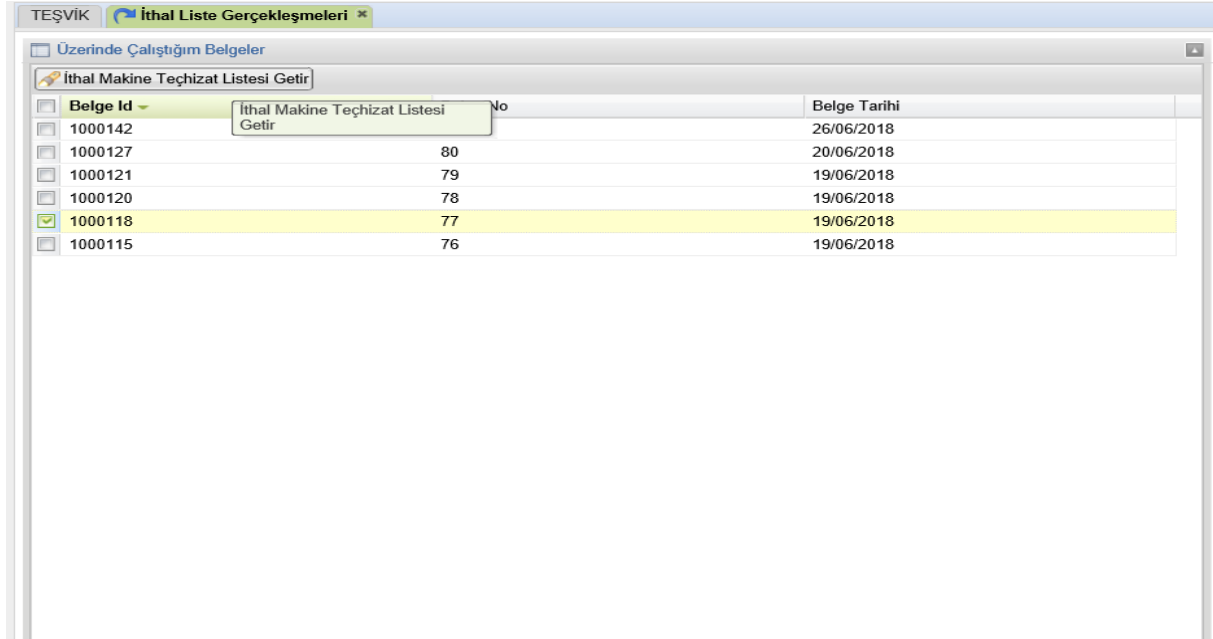 TEŞVİK İthal Liste Gerçekleşmeleri
Üzerinde Çalıştığım Belgeler
İthal Makine Teçhizat Listesi Getir
Belge Id No Belge Tarihi
İthal Makine Teçhizat Listesi
Getir
1000142 26/06/2018
1000127 80 20/06/2018
1000121 79 19/06/2018
1000120 78 19/06/2018
1000118 77 19/06/2018
1000115 76 19/06/2018